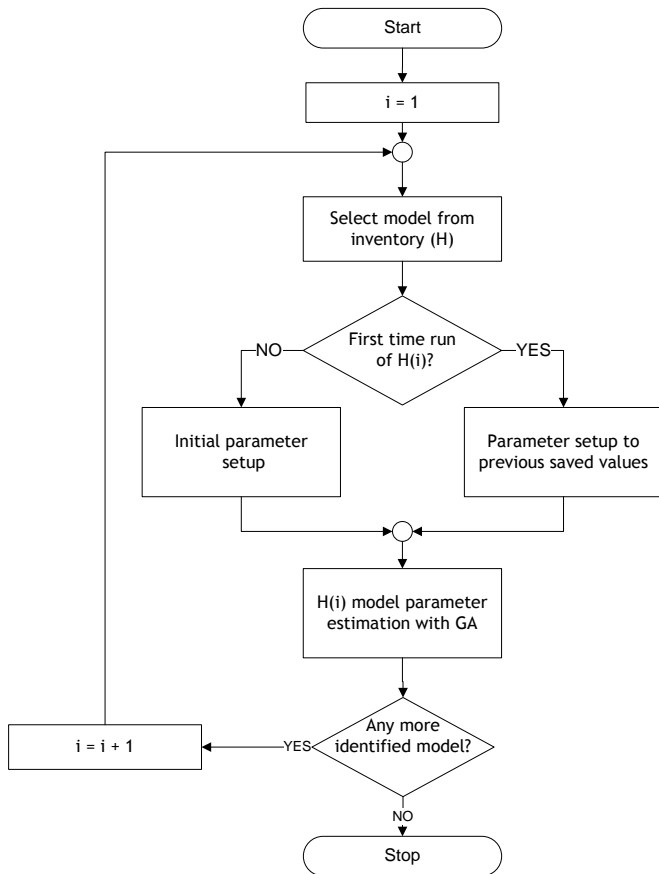 Start
i = 1
Select model from
inventory (H)
First time run
of H(i)?
NO
YES
Initial parameter
setup
Parameter setup to
previous saved values
H(i) model parameter
estimation with GA
Any more
identified model?
YES
i = i + 1
NO
Stop